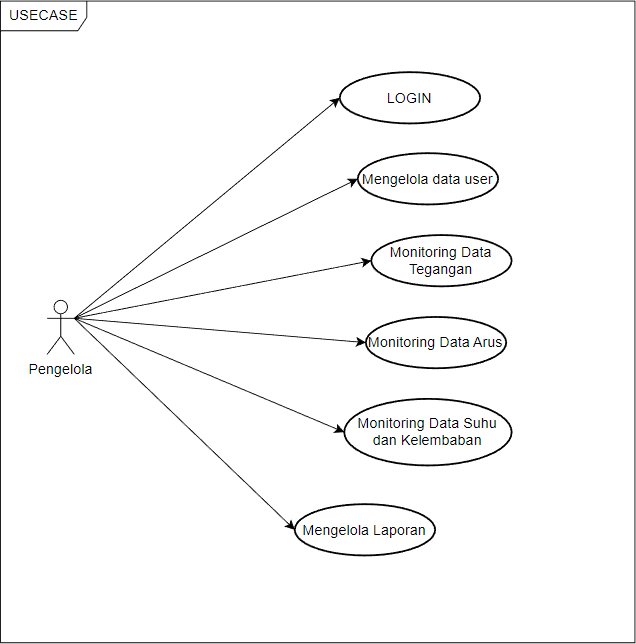 USECASE
LOGIN
Mengelola data user
Monitoring Data
Tegangan
Monitoring Data Arus
Pengelola
Monitoring Data Suhu
dan Kelembaban
Mengelola Laporan